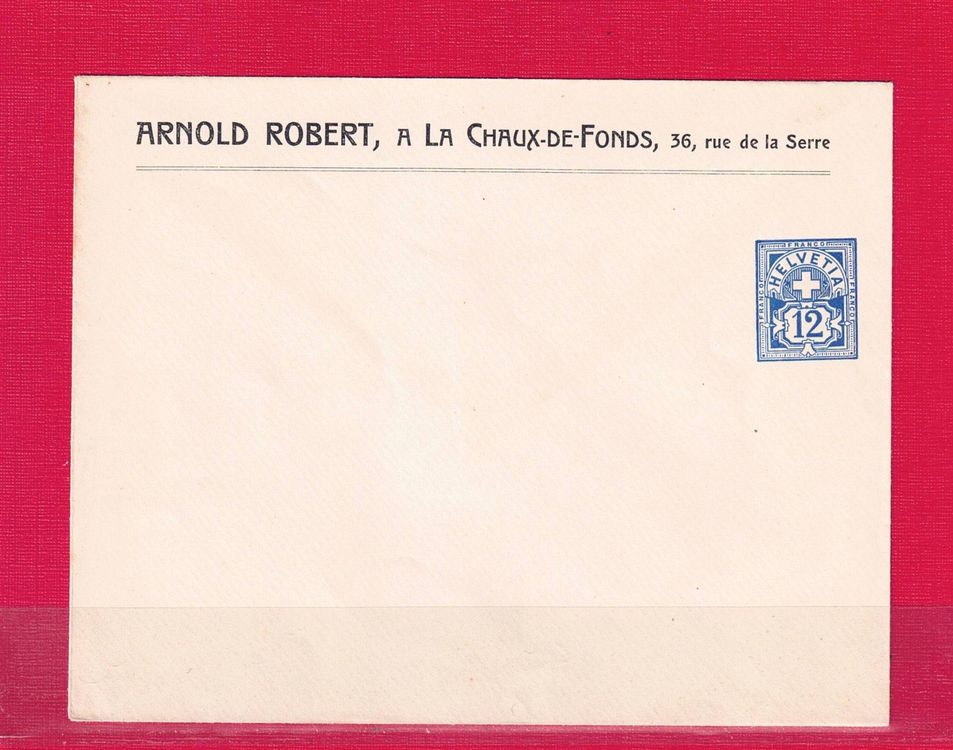 ARNOLD ROBERT, A LA CHAUX-DE-FONDS, 36, rue de la Serre
FRANCO
HELVETIA
FRANCO
FRANCO
12